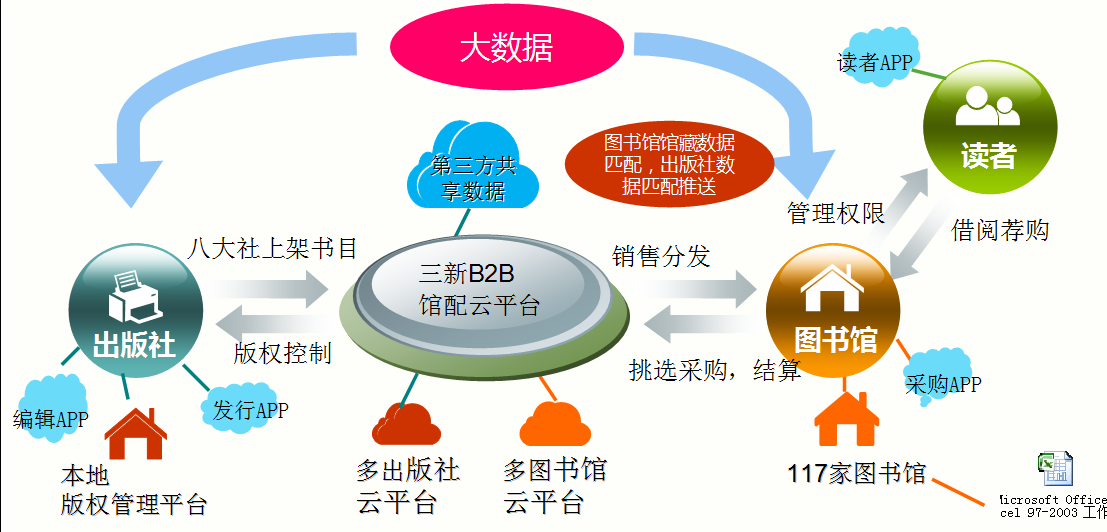 大数据
读者APP
第三方共
享数据
图书馆馆藏数据
匹配，出版社数
据匹配推送
读者
管理权限
借阅荐购
八大社上架书目
三新B2B
馆配云平台
销售分发
出版社
版权控制
图书馆
挑选采购，结算
编辑APP
发行APP
采购APP
本地
版权管理平台
多出版社
云平台
多图书馆
云平台
117家图书馆
Microsoft Office
cel 97-2003 工作